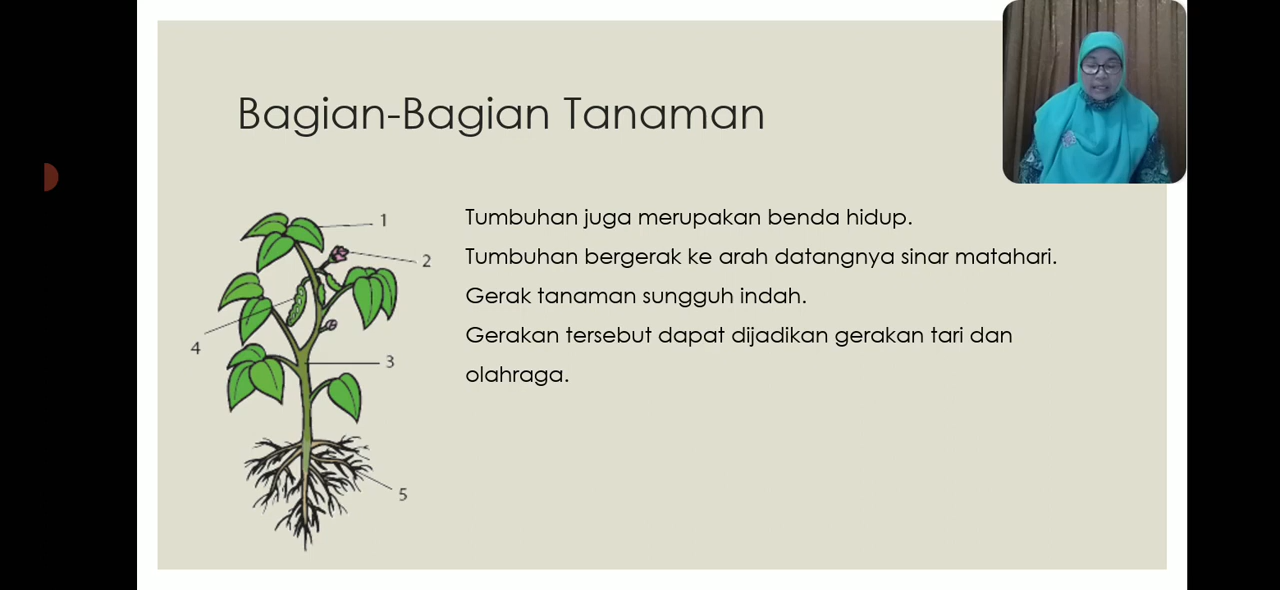 Bagian-Bagian Tanaman
Tumbuhan juga merupakan benda hidup.
Tumbuhan bergerak ke arah datangnya sinar matahari.
Gerak tanaman sungguh indah.
Gerakan tersebut dapat dijadikan gerakan tari dan
olahraga.
1
2
4
3
5